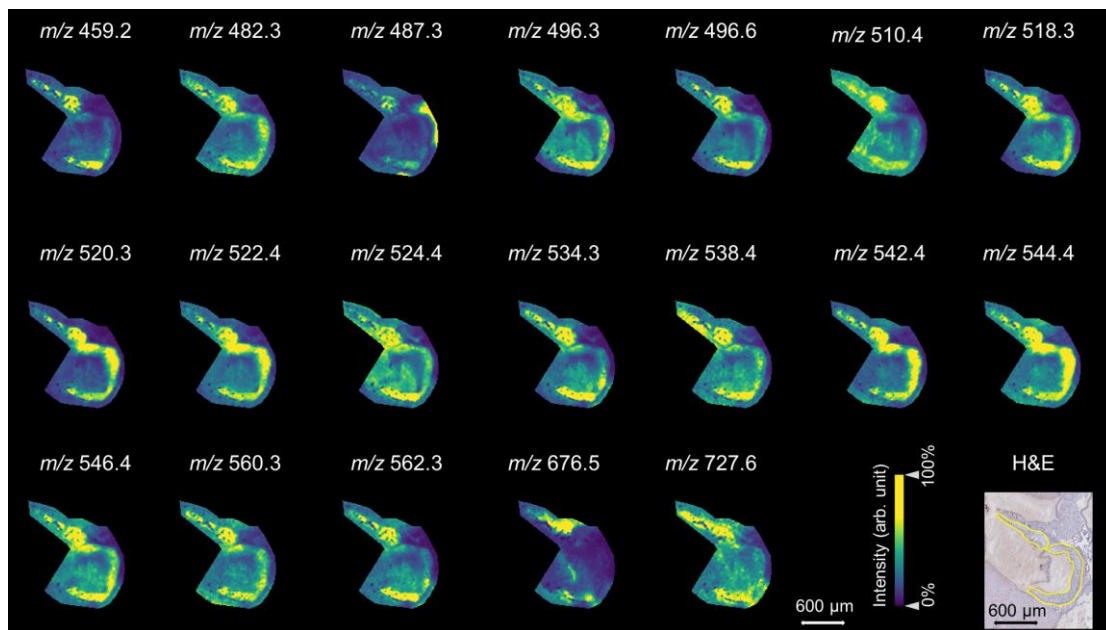 m/z 459.2 m/z 482.3 m/z 487.3 m/z 496.3 m/z 496.6 m/z 510.4 m/z 518.3
m/z 520.3 m/z 522.4 m/z 524.4 m/z 534.3 m/z 538.4 m/z 542.4 m/z 544.4
m/z 546.4 m/z 560.3 m/z 562.3 m/z 676.5 m/z 727.6 H&E
Intensity (arb. unit)
100%
0%
600 µm
600 µm